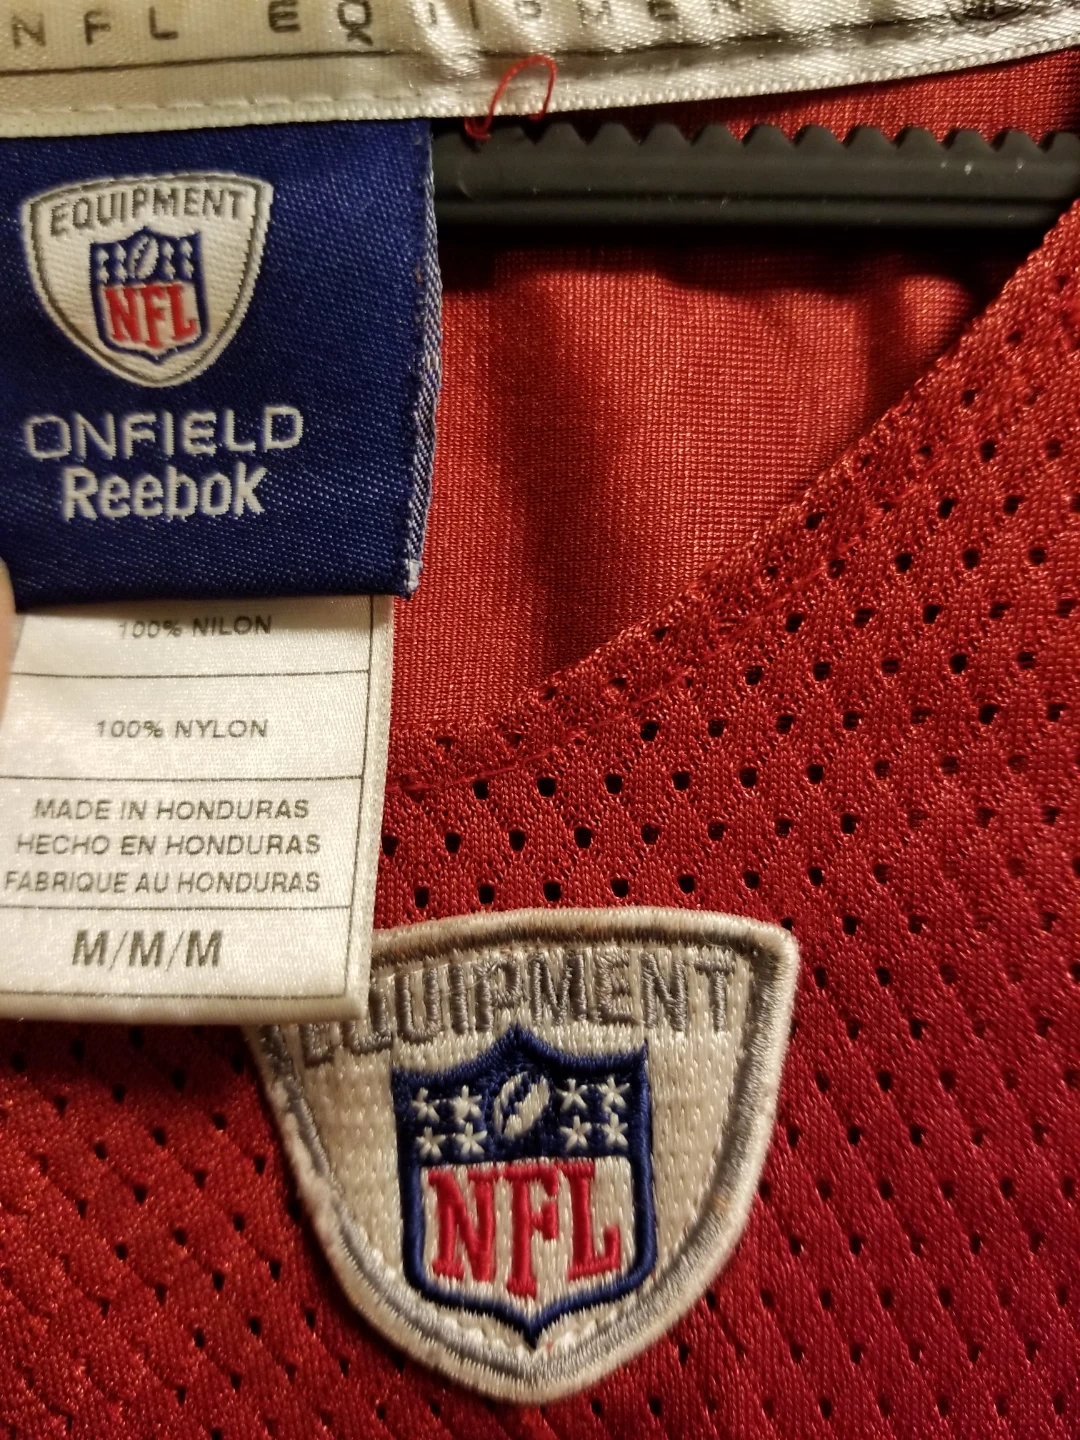 NFL EQUIPMENT
EQUIPMENT
NFL
ONFIELD
Reebok
100% NILON
100% NYLON
MADE IN HONDURAS
HECHO EN HONDURAS
FABRIQUE AU HONDURAS
M/M/M
EQUIPMENT
NFL